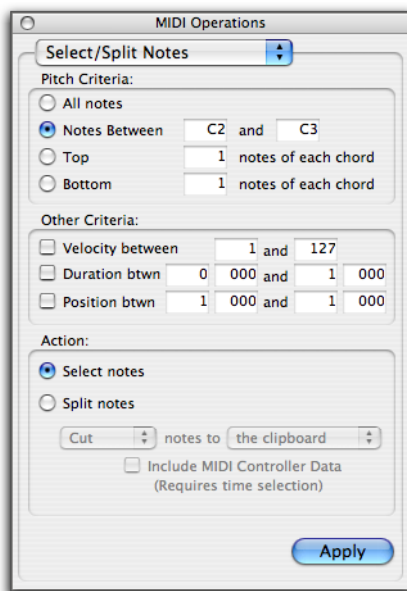 MIDI Operations
Select/Split Notes
Pitch Criteria:
All notes
Notes Between C2 and C3
Top 1 notes of each chord
Bottom 1 notes of each chord
Other Criteria:
Velocity between 1 and 127
Duration btwn 0 000 and 1 000
Position btwn 1 000 and 1 000
Action:
Select notes
Split notes
Cut notes to the clipboard
Include MIDI Controller Data
(Requires time selection)
Apply